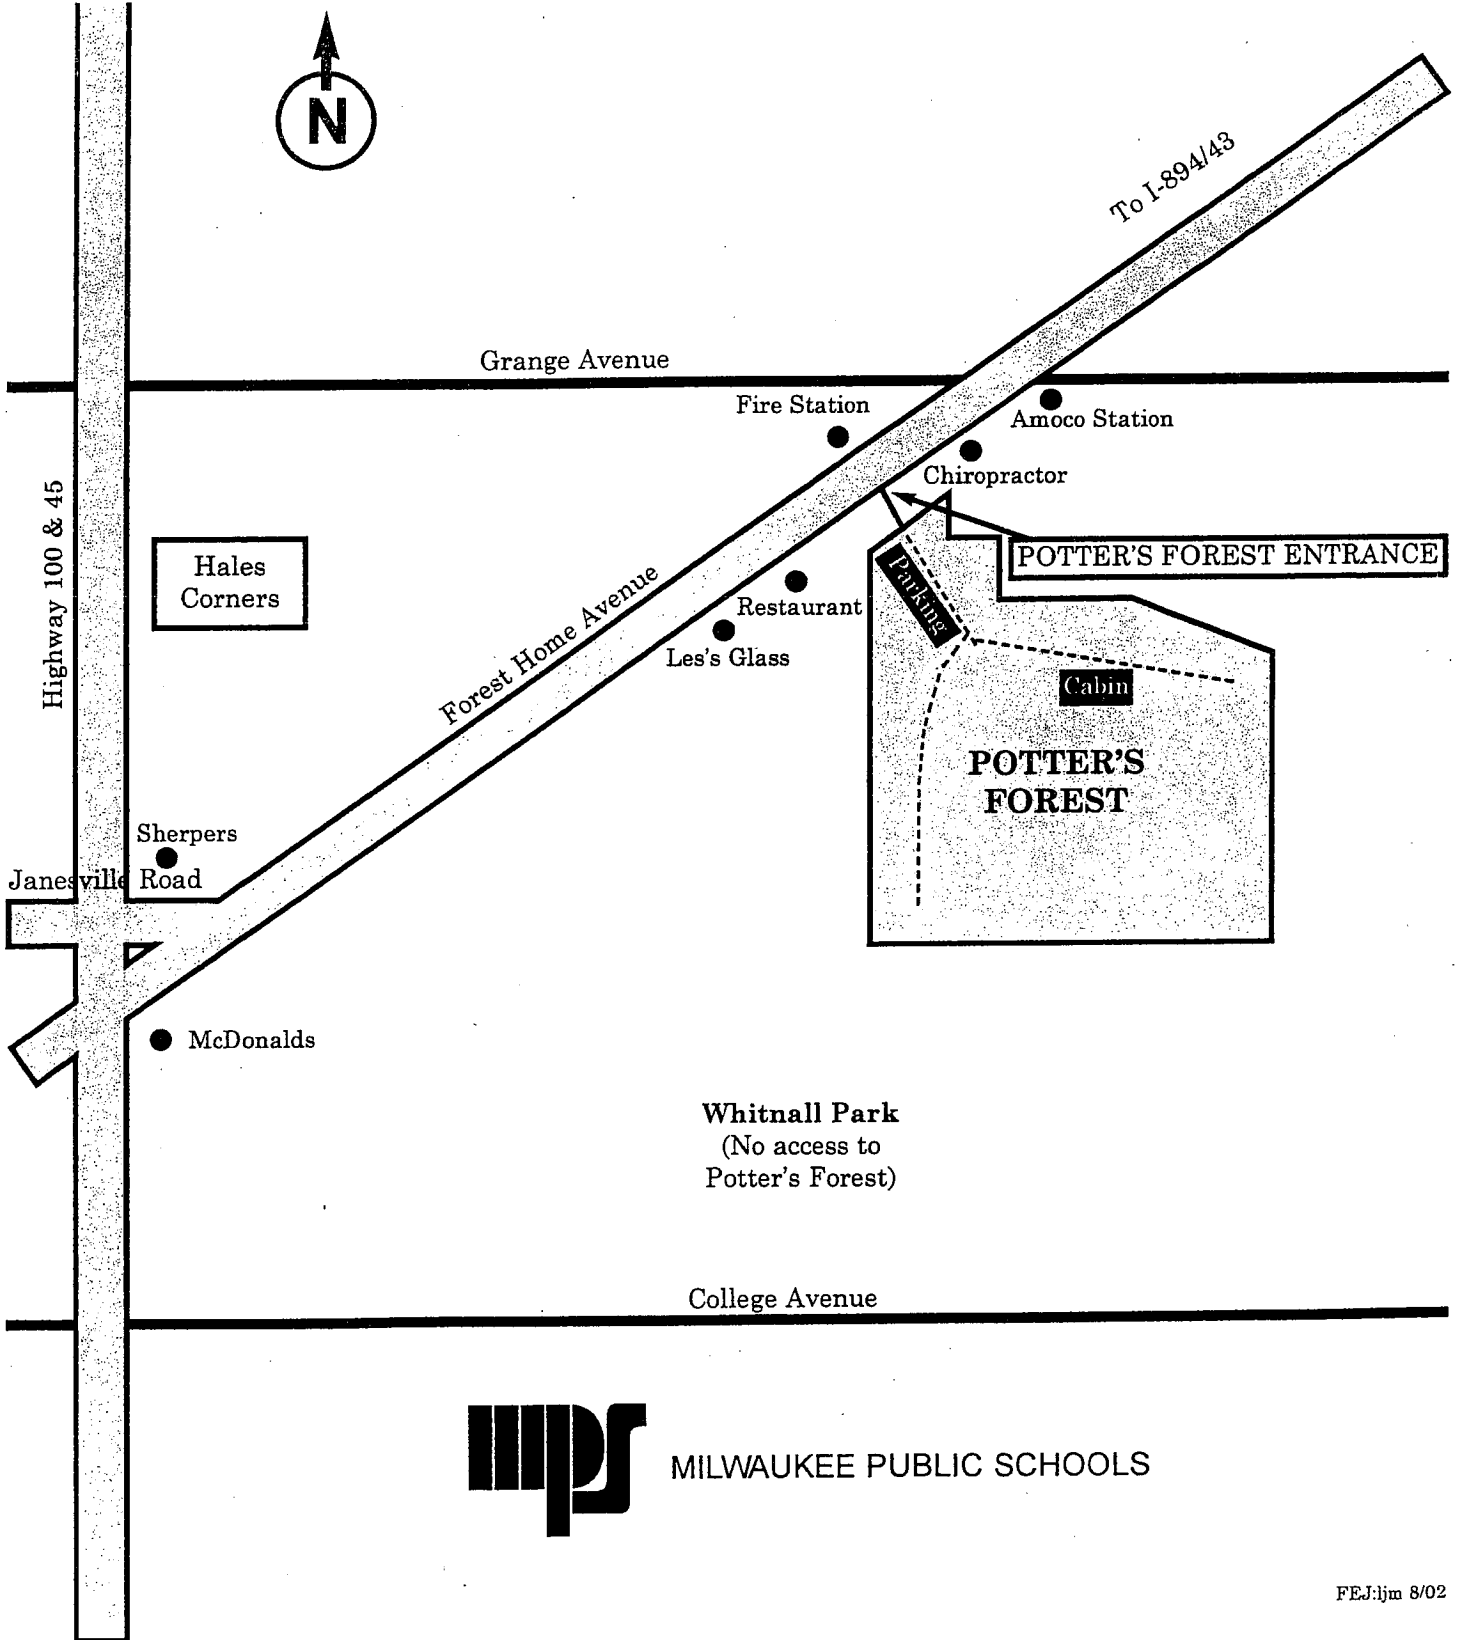 N
To I-894/43
Grange Avenue
Fire Station
Amoco Station
Chiropractor
Highway 100 & 45
Hales
Corners
POTTER'S FOREST ENTRANCE
Parking
Restaurant
Forest Home Avenue
Les's Glass
Cabin
POTTER'S
FOREST
Sherpers
Janesville Road
McDonalds
Whitnall Park
(No access to
Potter's Forest)
College Avenue
mps
MILWAUKEE PUBLIC SCHOOLS
FEJ:ljm 8/02